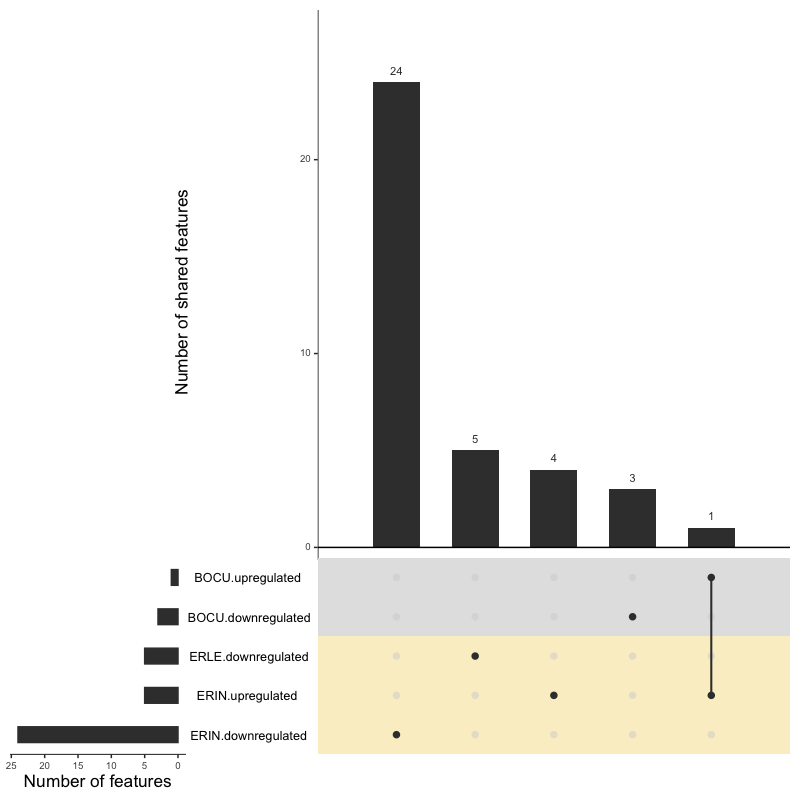 24
20
Number of shared features
10
5
4
3
1
0
BOCU.upregulated
BOCU.downregulated
ERLE.downregulated
ERIN.upregulated
ERIN.downregulated
25 20 15 10 5 0
Number of features